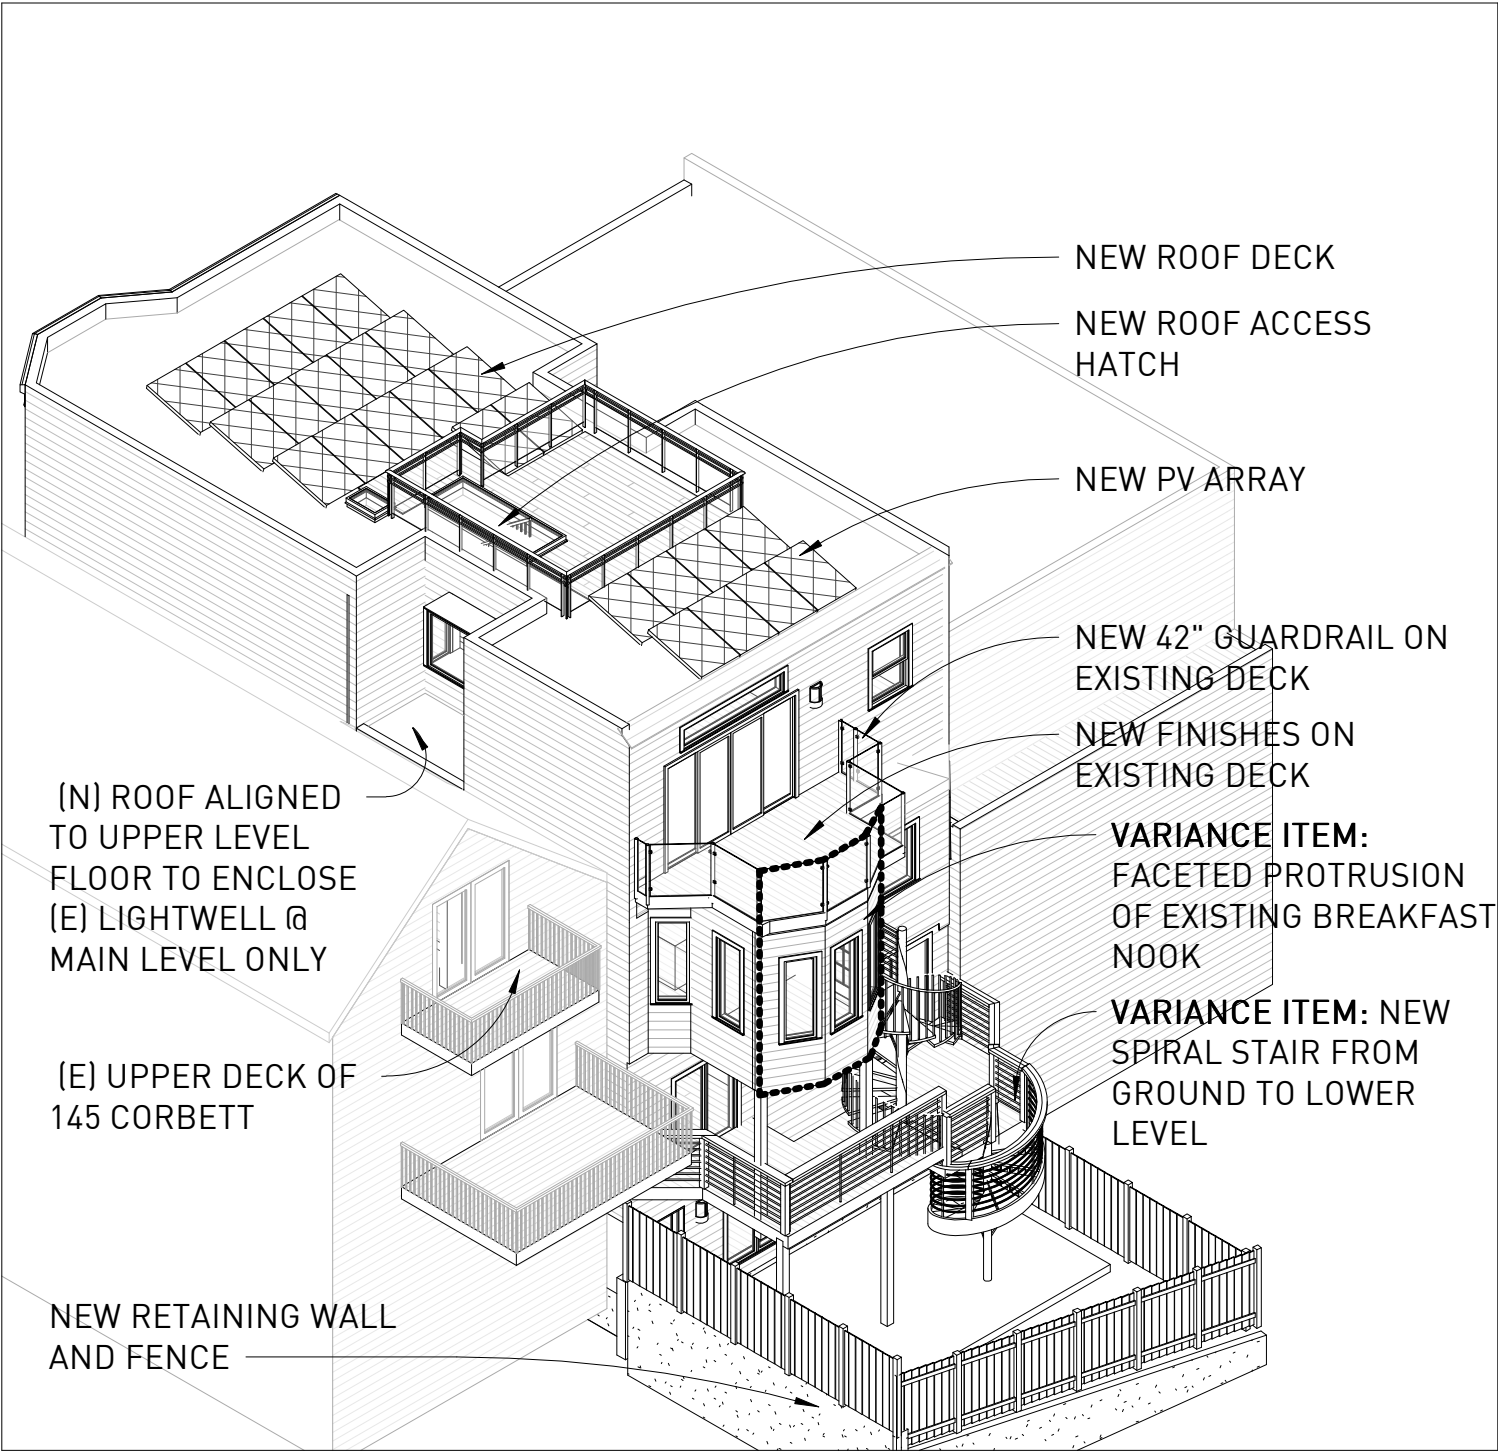 NEW ROOF DECK
NEW ROOF ACCESS
HATCH
NEW PV ARRAY
NEW 42" GUARDRAIL ON
EXISTING DECK
NEW FINISHES ON
EXISTING DECK
VARIANCE ITEM:
FACETED PROTRUSION
OF EXISTING BREAKFAST
NOOK
VARIANCE ITEM: NEW
SPIRAL STAIR FROM
GROUND TO LOWER
LEVEL
(N) ROOF ALIGNED
TO UPPER LEVEL
FLOOR TO ENCLOSE
(E) LIGHTWELL @
MAIN LEVEL ONLY
(E) UPPER DECK OF
145 CORBETT
NEW RETAINING WALL
AND FENCE